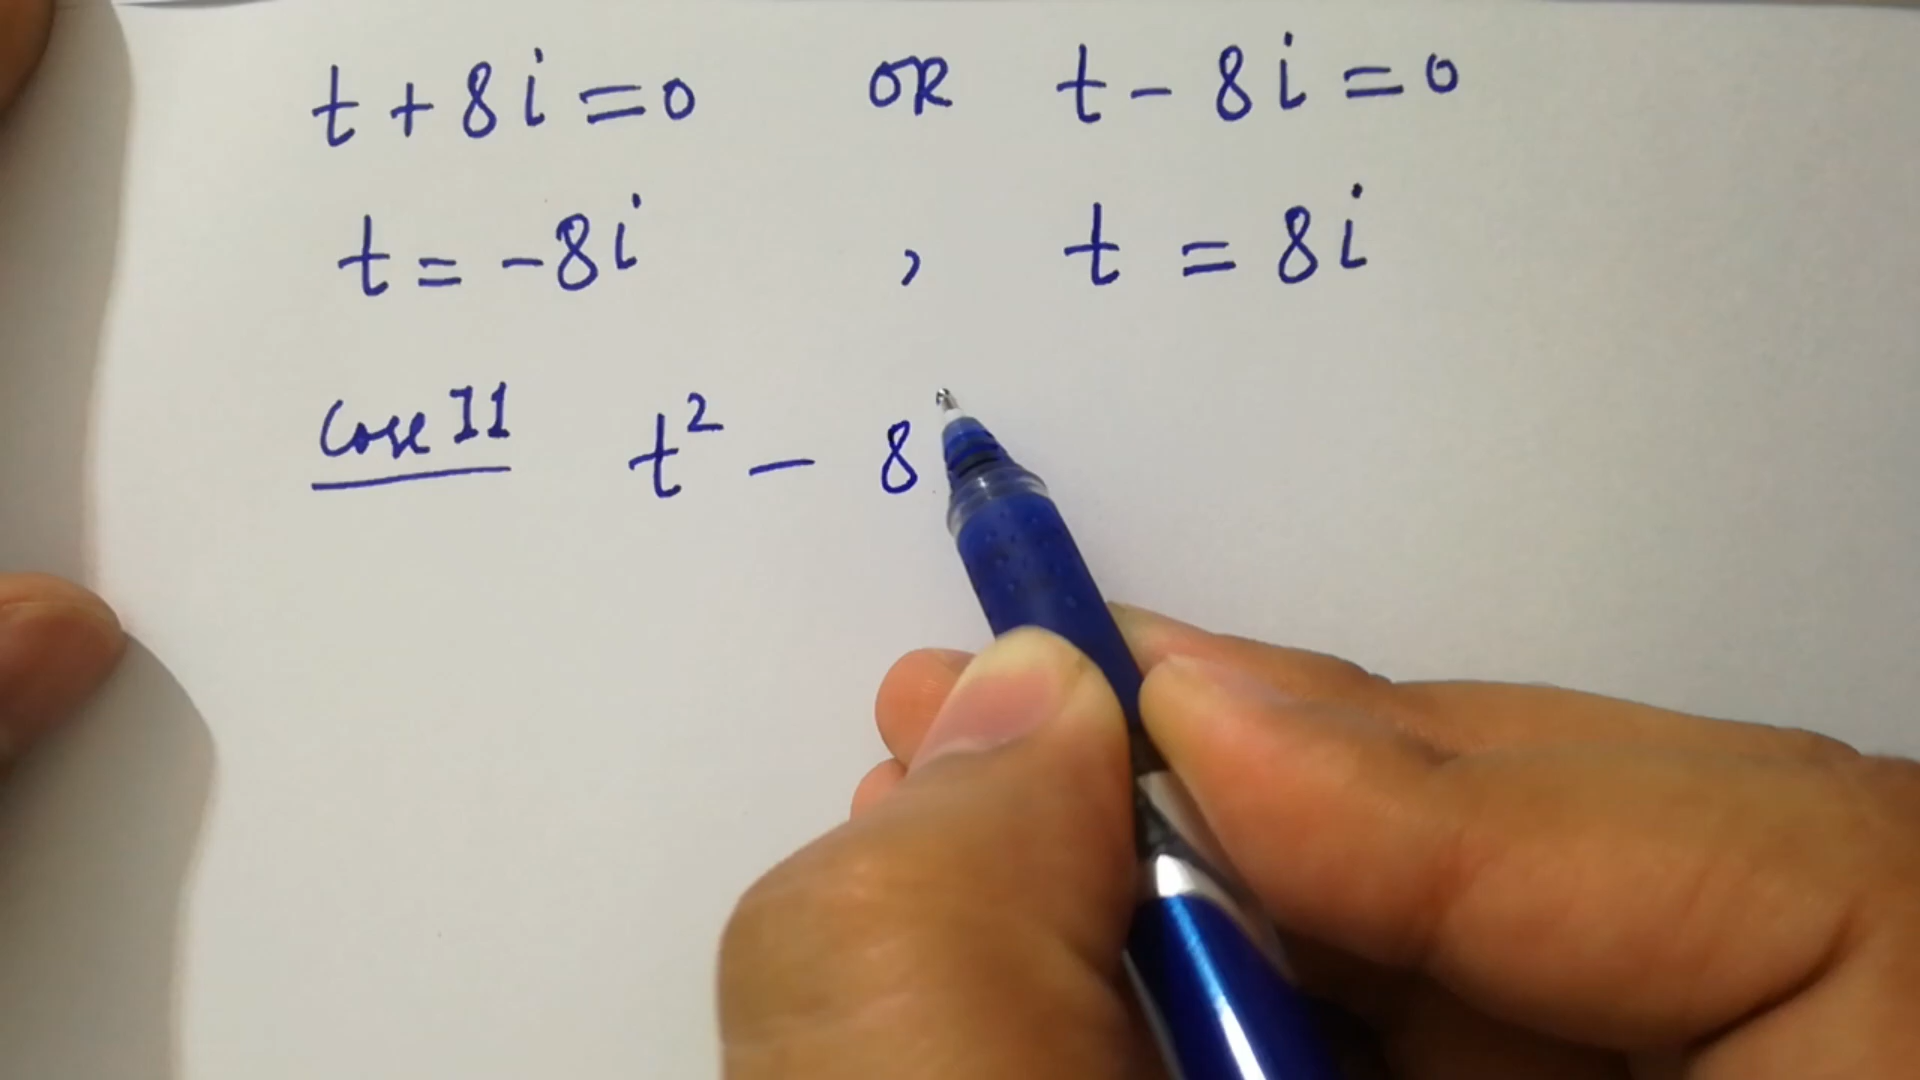 t + 8i = 0 OR t - 8i = 0
t = -8i , t = 8i
Case II t² - 8